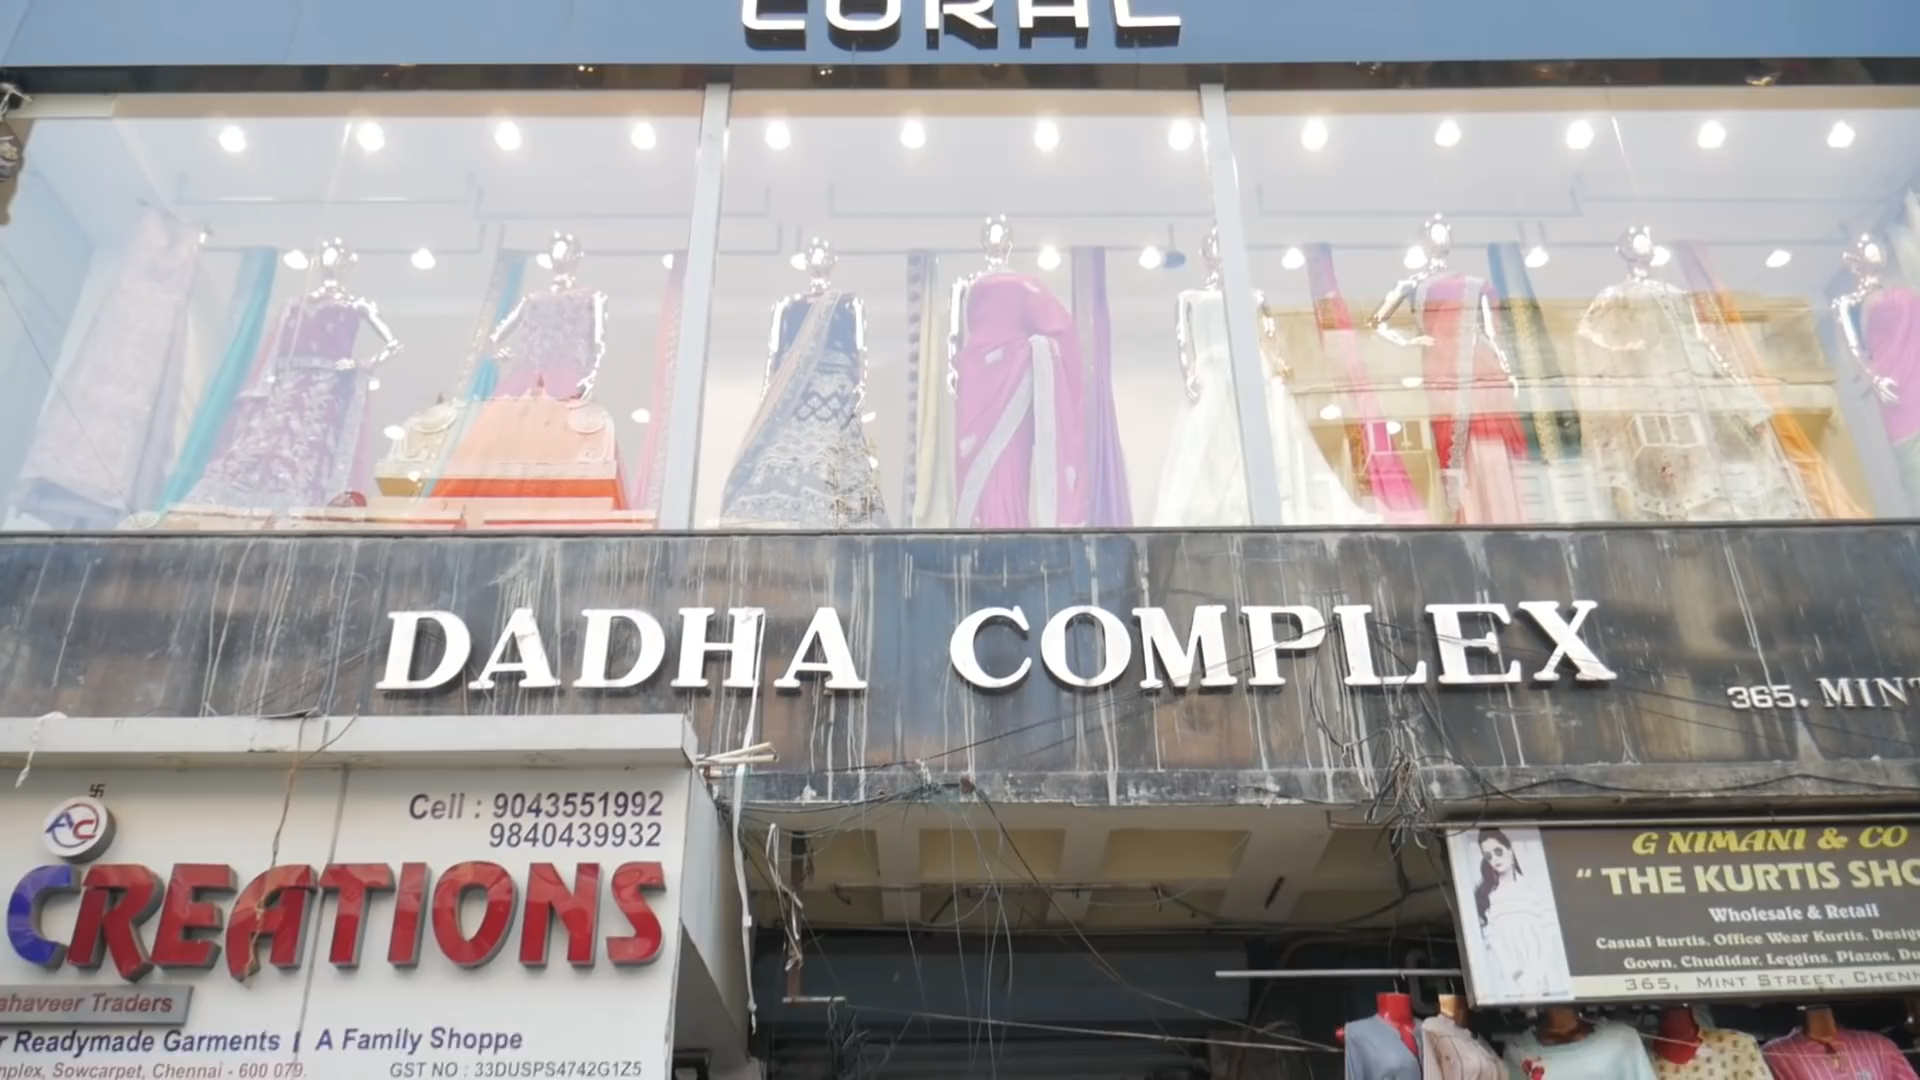 CORAL
DADHA COMPLEX
365, MINT
Cell : 9043551992
9840439932
AC
CREATIONS
ahaveer Traders
r Readymade Garments | A Family Shoppe
mplex, Sowcarpet, Chennai - 600 079.
GST NO : 33DUSPS4742G1Z5
G NIMANI & CO
“ THE KURTIS SHO
Wholesale & Retail
Casual kurtis, Office Wear Kurtis, Design
Gown, Chudidar, Leggins, Plazos, Du
365, MINT STREET, CHENN